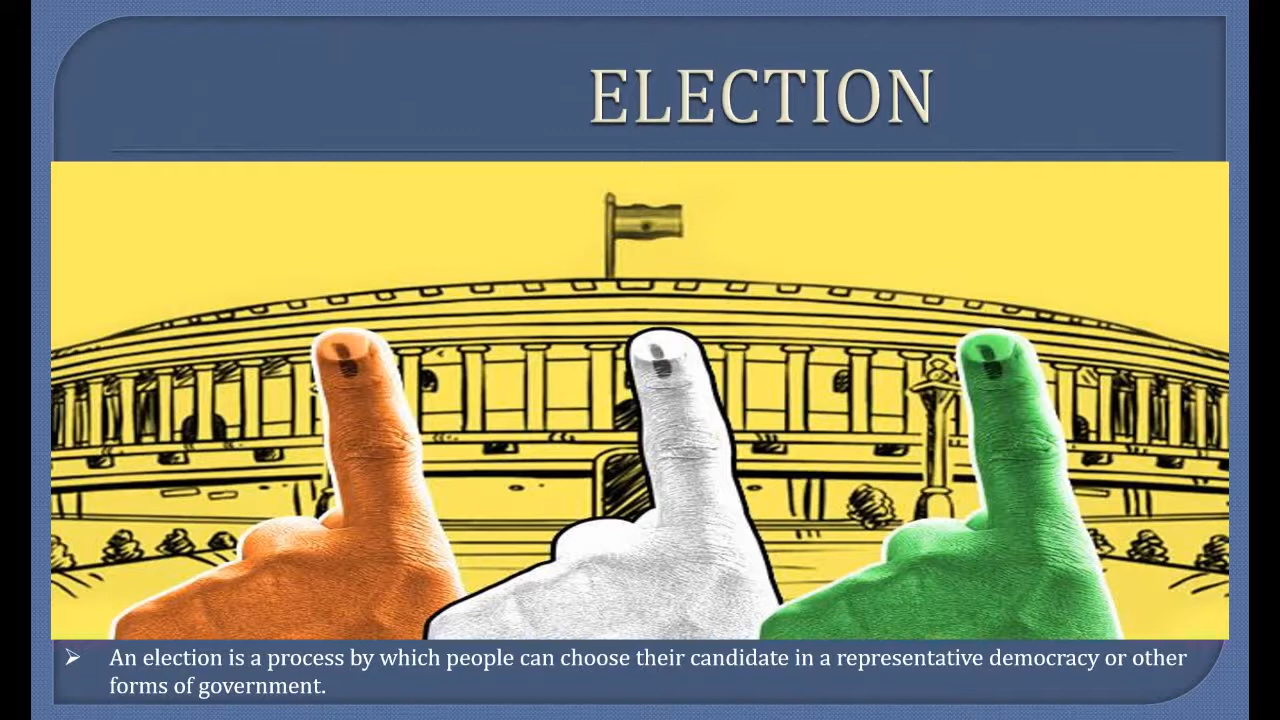 ELECTION
An election is a process by which people can choose their candidate in a representative democracy or other
forms of government.